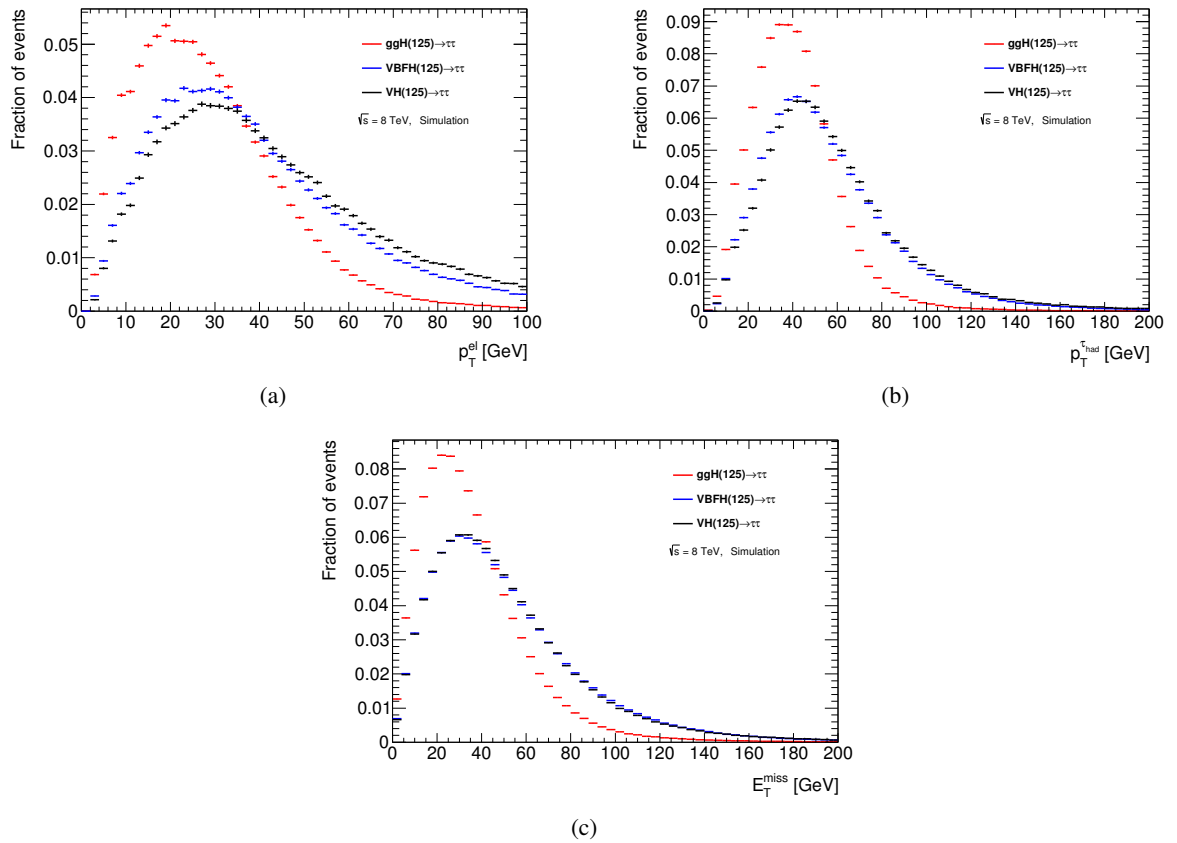 Fraction of events
0.05
0.04
0.03
0.02
0.01
0
ggH(125)→ττ
VBFH(125)→ττ
VH(125)→ττ
√s = 8 TeV, Simulation
0 10 20 30 40 50 60 70 80 90 100
p_T^el [GeV]
(a)
Fraction of events
0.09
0.08
0.07
0.06
0.05
0.04
0.03
0.02
0.01
0
ggH(125)→ττ
VBFH(125)→ττ
VH(125)→ττ
√s = 8 TeV, Simulation
0 20 40 60 80 100 120 140 160 180 200
p_T^τhad [GeV]
(b)
Fraction of events
0.08
0.07
0.06
0.05
0.04
0.03
0.02
0.01
0
ggH(125)→ττ
VBFH(125)→ττ
VH(125)→ττ
√s = 8 TeV, Simulation
0 20 40 60 80 100 120 140 160 180 200
E_T^miss [GeV]
(c)